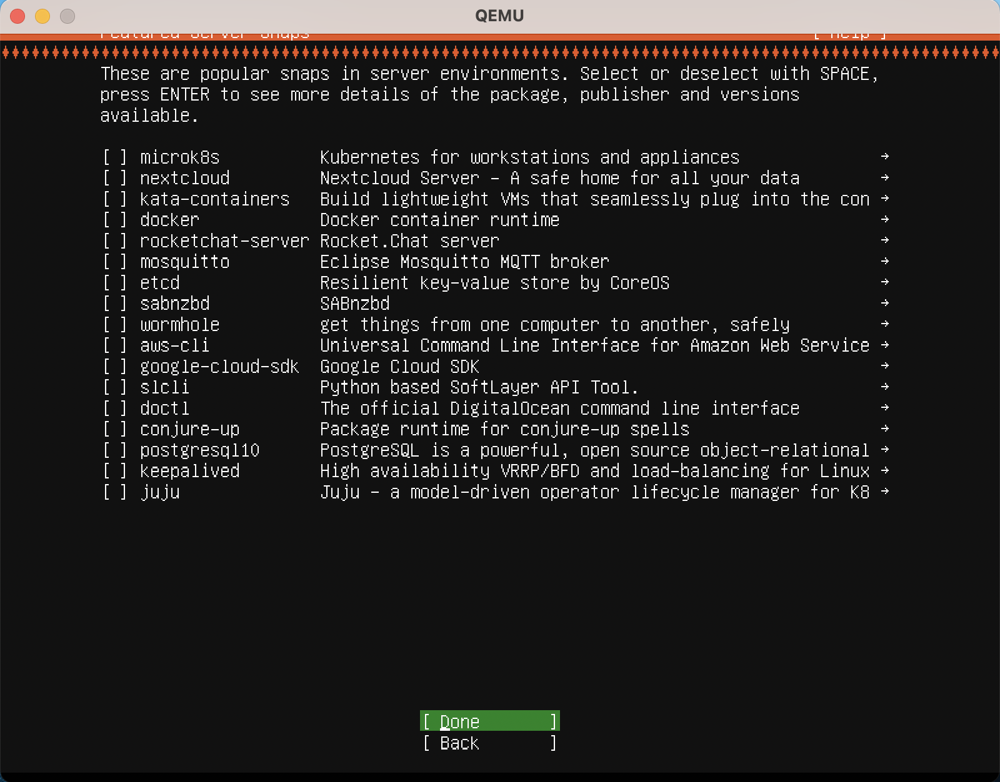 QEMU
Featured Server Snaps [ Help ]
These are popular snaps in server environments. Select or deselect with SPACE,
press ENTER to see more details of the package, publisher and versions
available.
[ ] microk8s Kubernetes for workstations and appliances →
[ ] nextcloud Nextcloud Server - A safe home for all your data →
[ ] kata-containers Build lightweight VMs that seamlessly plug into the con →
[ ] docker Docker container runtime →
[ ] rocketchat-server Rocket.Chat server →
[ ] mosquitto Eclipse Mosquitto MQTT broker →
[ ] etcd Resilient key-value store by CoreOS →
[ ] sabnzbd SABnzbd →
[ ] wormhole get things from one computer to another, safely →
[ ] aws-cli Universal Command Line Interface for Amazon Web Service →
[ ] google-cloud-sdk Google Cloud SDK →
[ ] slcli Python based SoftLayer API Tool. →
[ ] doctl The official DigitalOcean command line interface →
[ ] conjure-up Package runtime for conjure-up spells →
[ ] postgresql10 PostgreSQL is a powerful, open source object-relational →
[ ] keepalived High availability VRRP/BFD and load-balancing for Linux →
[ ] juju Juju - a model-driven operator lifecycle manager for K8 →
[ Done ]
[ Back ]